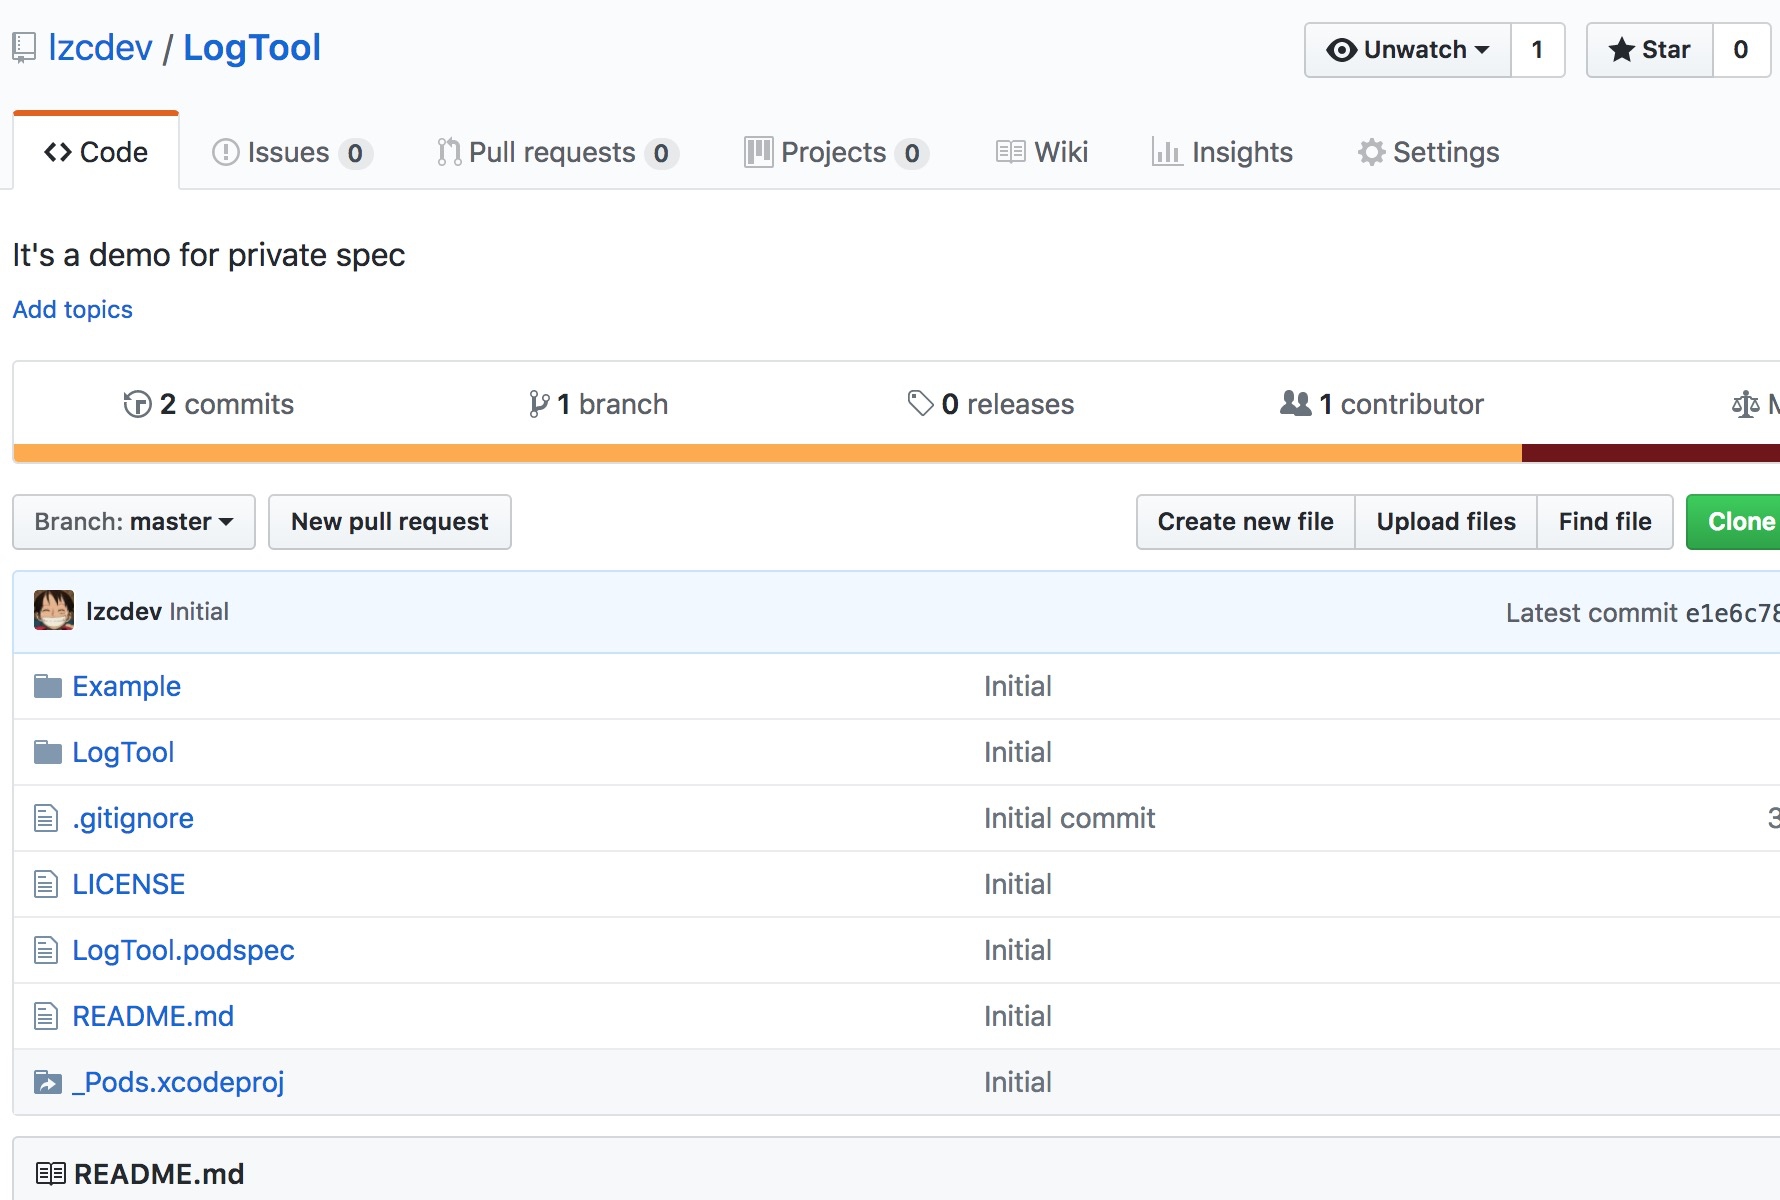 lzcdev / LogTool
Unwatch 1 Star 0
Code Issues 0 Pull requests 0 Projects 0 Wiki Insights Settings
It's a demo for private spec
Add topics
2 commits 1 branch 0 releases 1 contributor
Branch: master New pull request Create new file Upload files Find file Clone
lzcdev Initial Latest commit e1e6c78
Example Initial
LogTool Initial
.gitignore Initial commit 3
LICENSE Initial
LogTool.podspec Initial
README.md Initial
_Pods.xcodeproj Initial
README.md